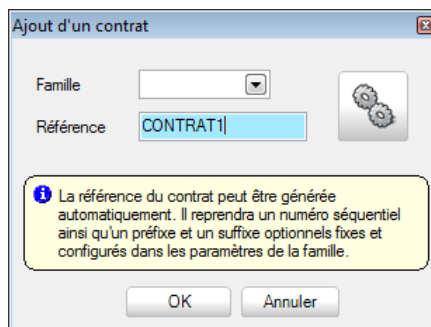 Ajout d'un contrat
Famille
Référence CONTRAT1
La référence du contrat peut être générée
automatiquement. Il reprendra un numéro séquentiel
ainsi qu'un préfixe et un suffixe optionnels fixes et
configurés dans les paramètres de la famille.
OK Annuler